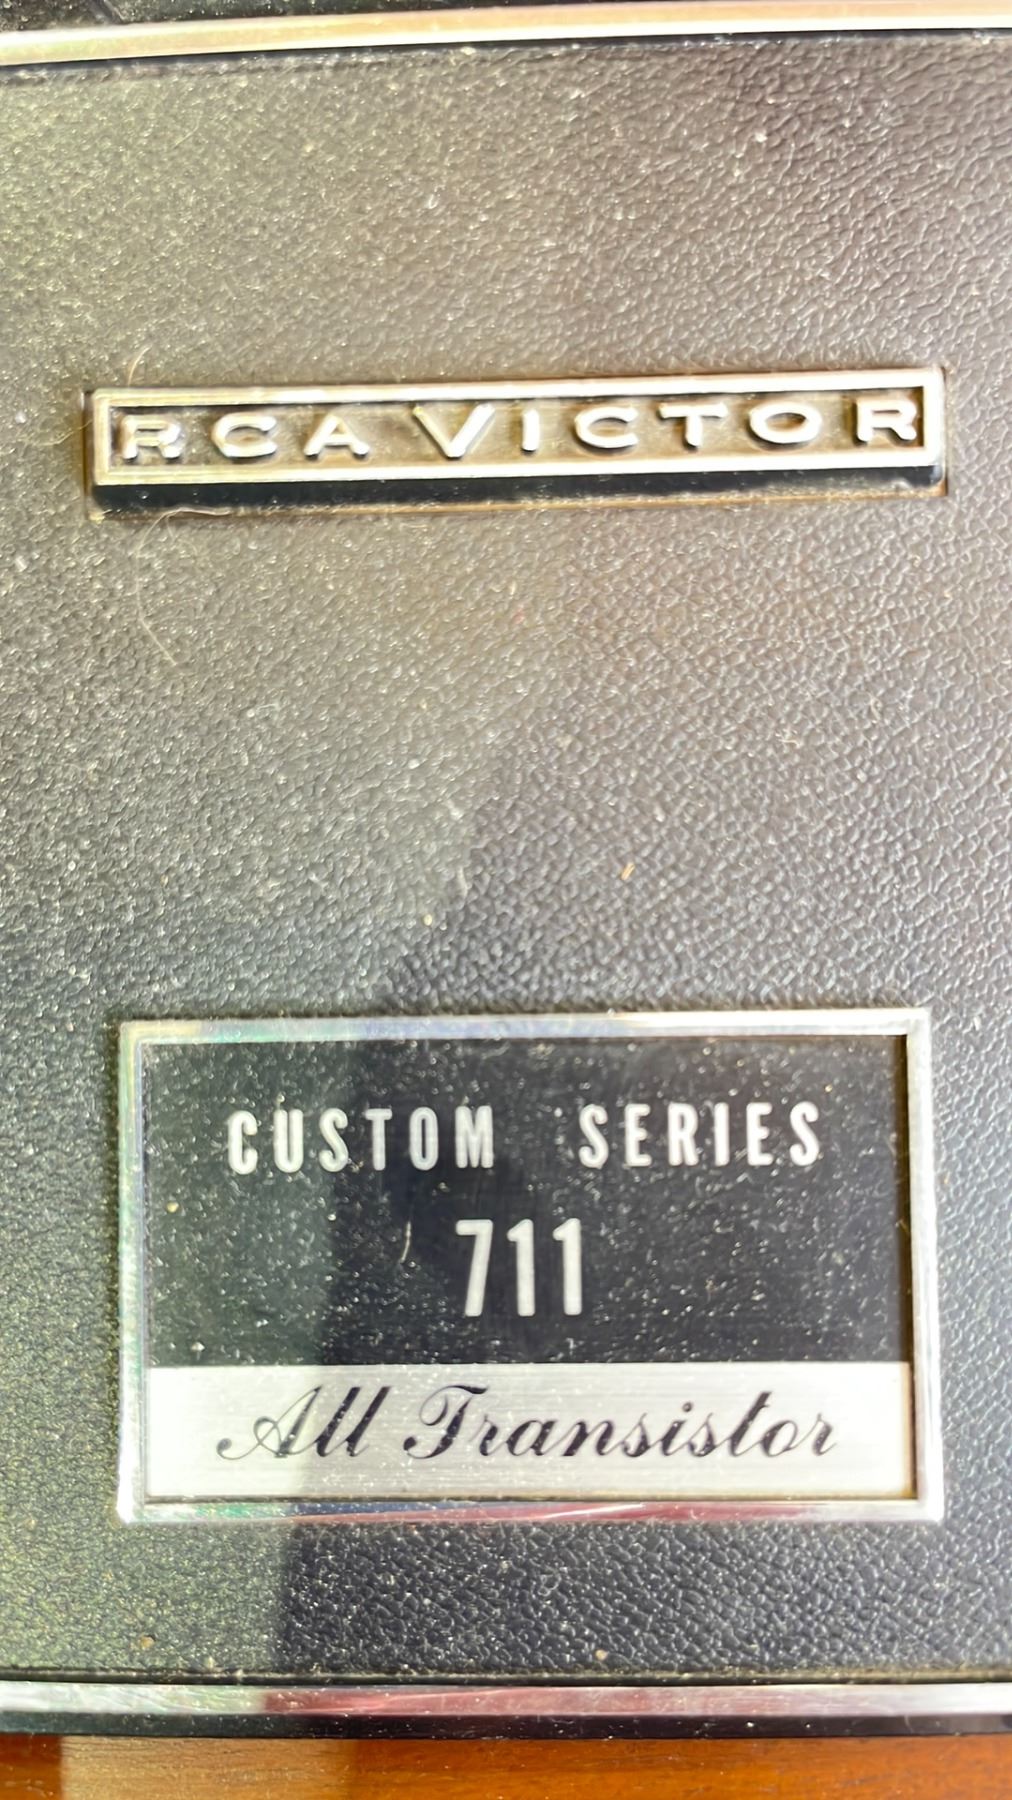 RCA VICTOR
CUSTOM SERIES
711
All Transistor